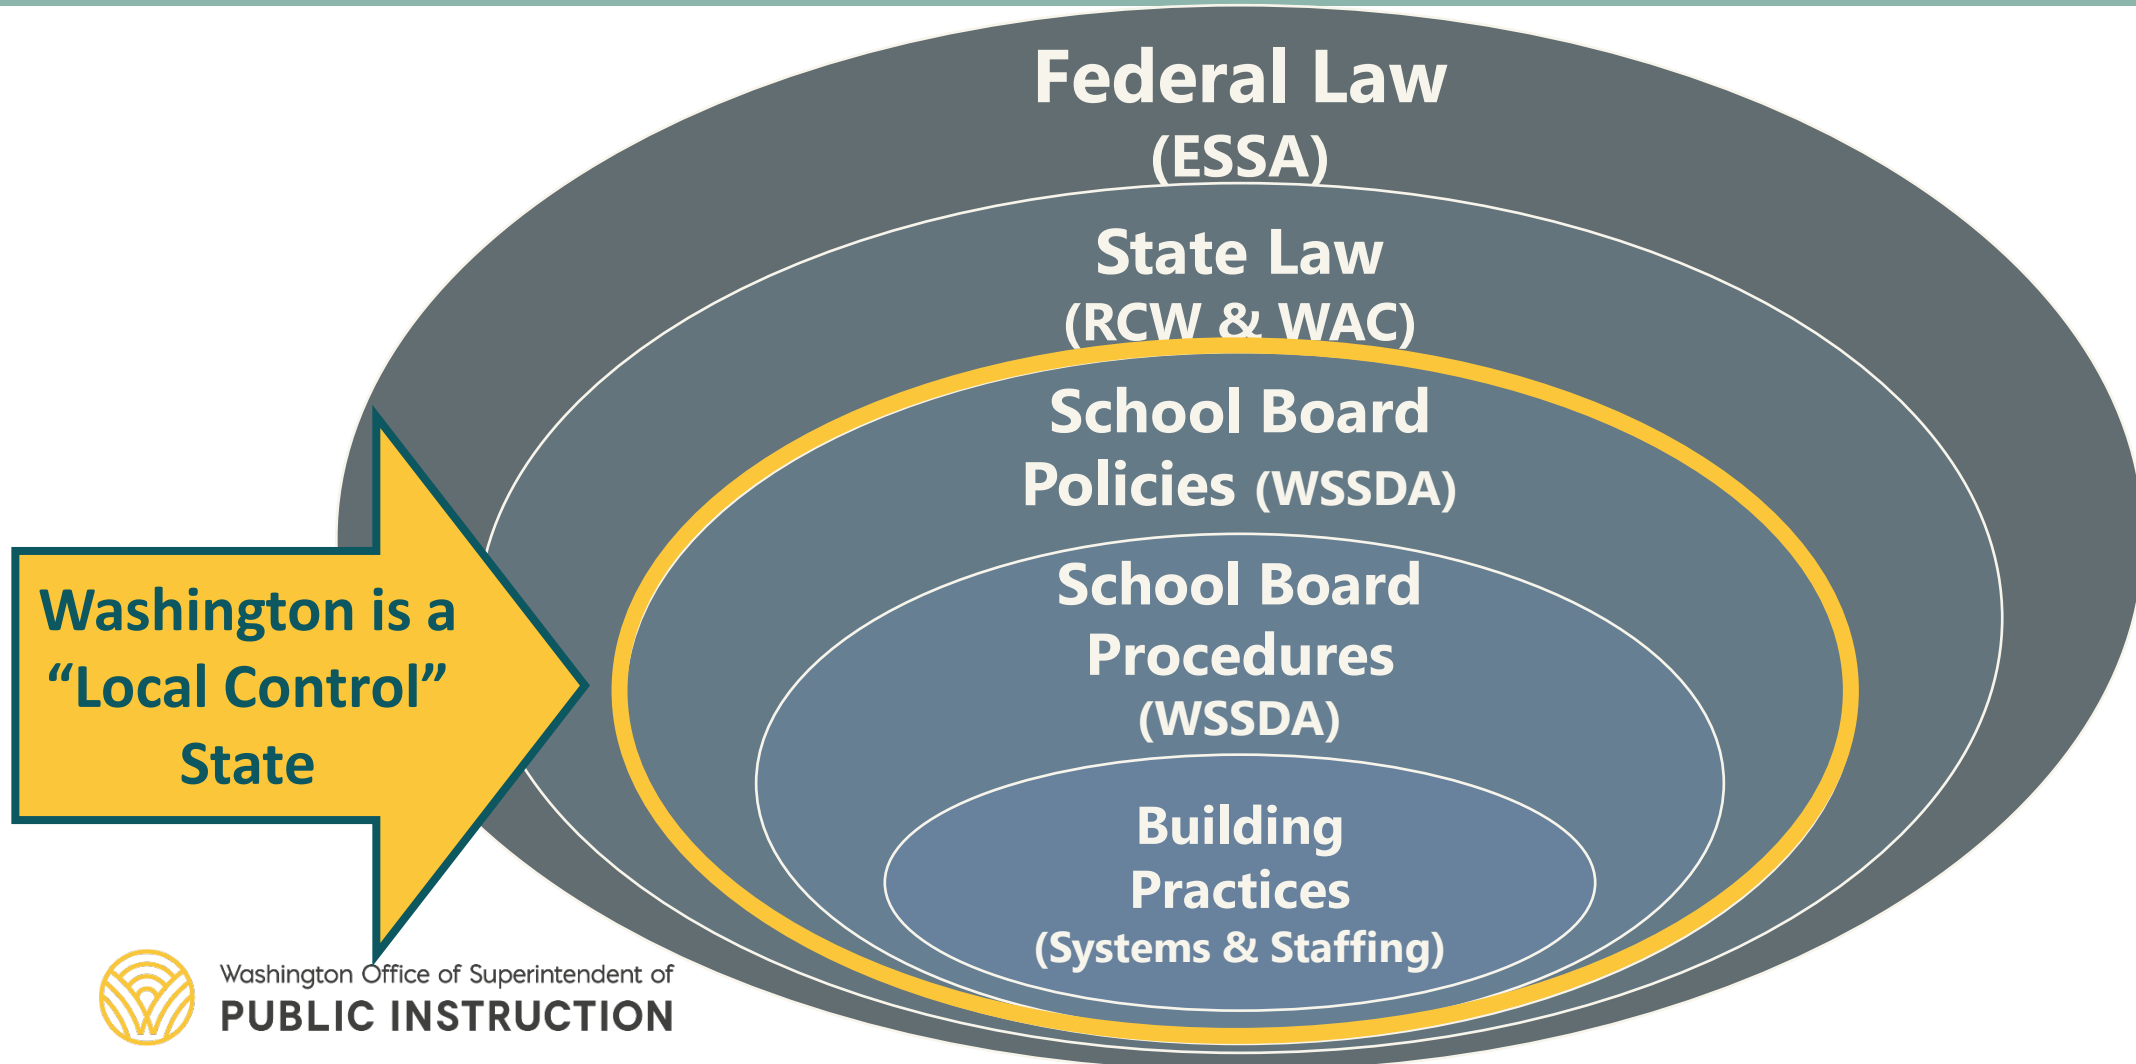 Federal Law
(ESSA)
State Law
(RCW & WAC)
School Board
Policies (WSSDA)
School Board
Procedures
(WSSDA)
Building
Practices
(Systems & Staffing)
Washington is a
“Local Control”
State
Washington Office of Superintendent of
PUBLIC INSTRUCTION